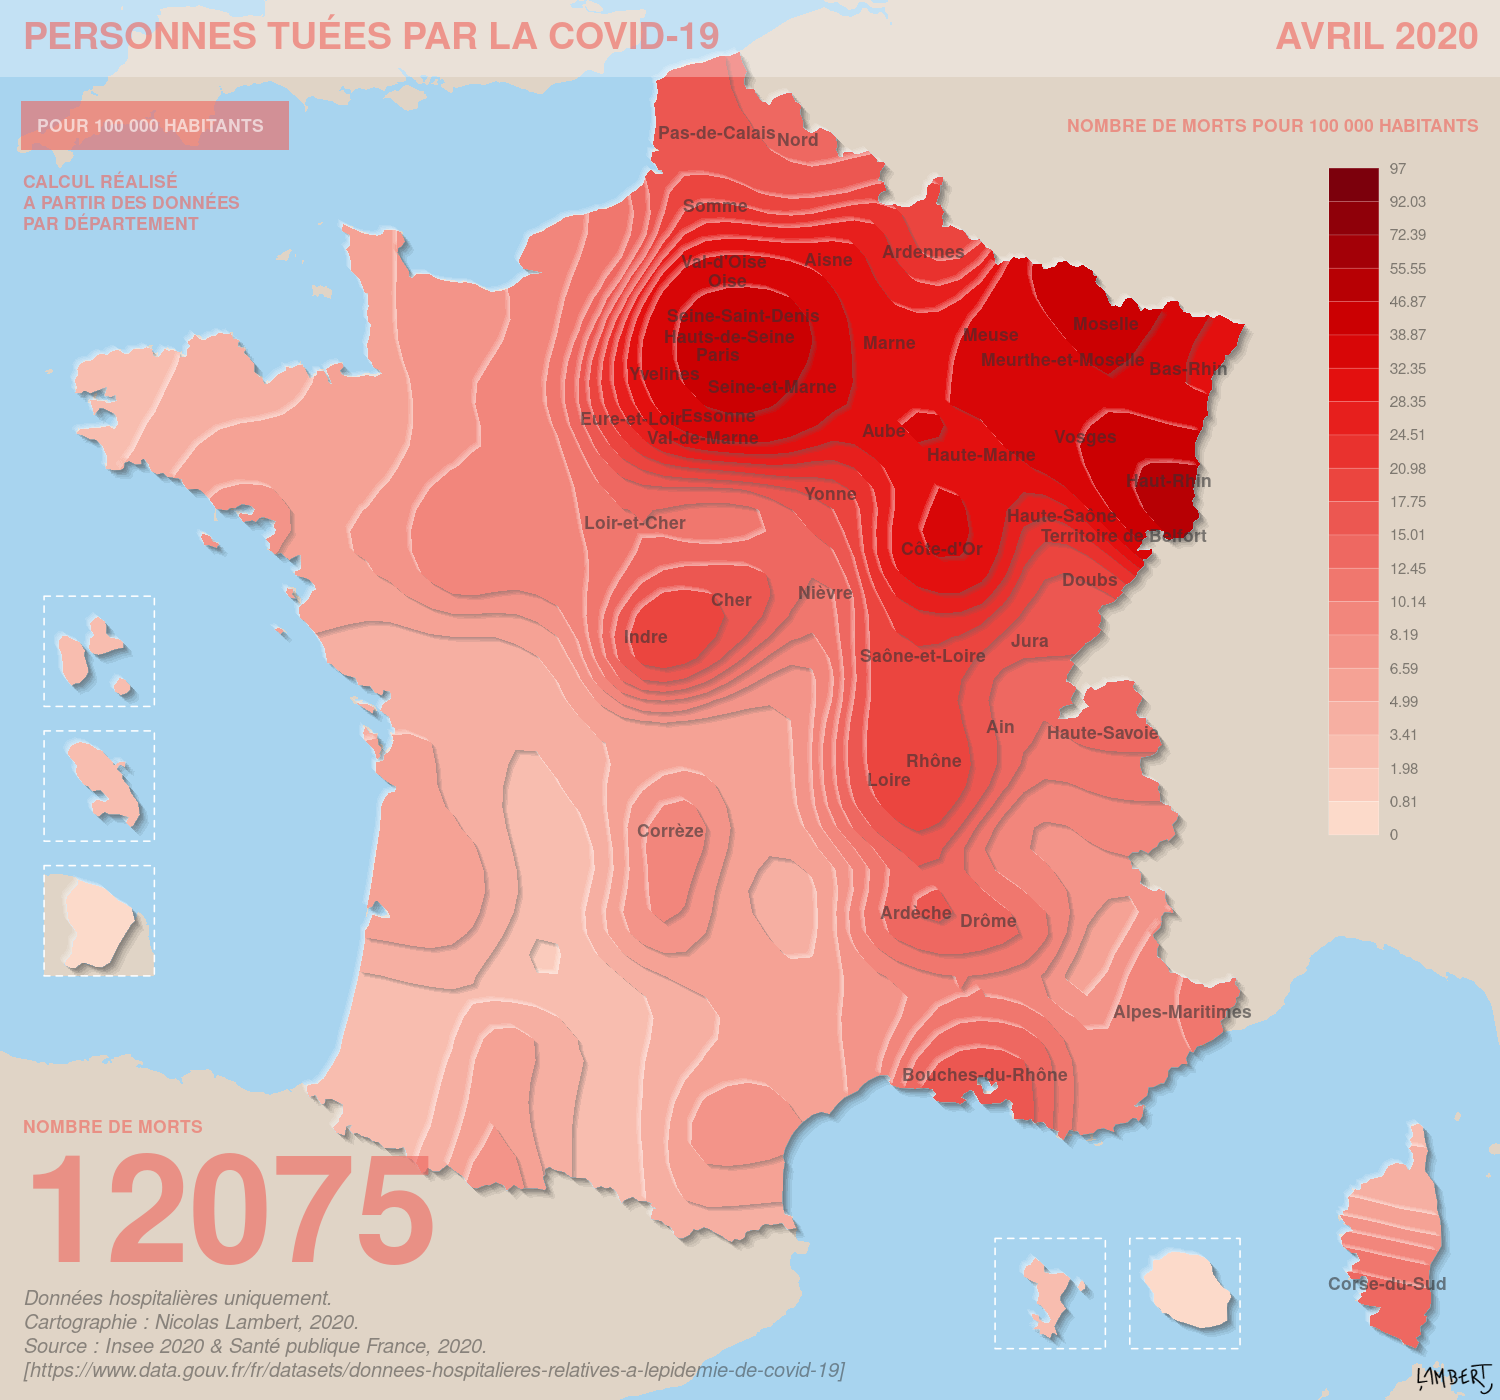 PERSONNES TUÉES PAR LA COVID-19
AVRIL 2020
POUR 100 000 HABITANTS
NOMBRE DE MORTS POUR 100 000 HABITANTS
CALCUL RÉALISÉ
A PARTIR DES DONNÉES
PAR DÉPARTEMENT
97
92.03
72.39
55.55
46.87
38.87
32.35
28.35
24.51
20.98
17.75
15.01
12.45
10.14
8.19
6.59
4.99
3.41
1.98
0.81
0
Pas-de-Calais
Nord
Somme
Ardennes
Val-d'Oise
Aisne
Oise
Seine-Saint-Denis
Moselle
Hauts-de-Seine
Marne
Meuse
Paris
Meurthe-et-Moselle
Bas-Rhin
Yvelines
Seine-et-Marne
Eure-et-Loir
Essonne
Val-de-Marne
Aube
Vosges
Haute-Marne
Haut-Rhin
Yonne
Loir-et-Cher
Haute-Saône
Territoire de Belfort
Côte-d'Or
Doubs
Cher
Nièvre
Indre
Jura
Saône-et-Loire
Ain
Haute-Savoie
Rhône
Loire
Corrèze
Ardèche
Drôme
Alpes-Maritimes
Bouches-du-Rhône
Corse-du-Sud
NOMBRE DE MORTS
12075
Données hospitalières uniquement.
Cartographie : Nicolas Lambert, 2020.
Source : Insee 2020 & Santé publique France, 2020.
[https://www.data.gouv.fr/fr/datasets/donnees-hospitalieres-relatives-a-lepidemie-de-covid-19]
LAMBERT